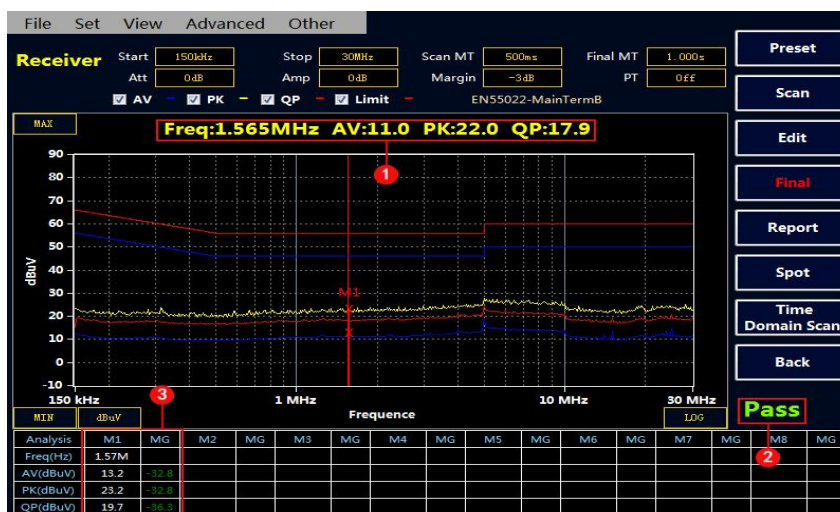 File Set View Advanced Other
Receiver Start 150kHz Stop 30MHz Scan MT 500ms Final MT 1.000s
Att 0dB Amp 0dB Margin -3dB PT Off
AV PK QP Limit EN55022-MainTermB
MAX
Freq:1.565MHz AV:11.0 PK:22.0 QP:17.9
1
90
80
70
60
50
40
30
20
10
0
-10
dBuV
M1
150 kHz 1 MHz 10 MHz 30 MHz
3
MIN dBuV Frequence LOG
Preset
Scan
Edit
Final
Report
Spot
Time
Domain Scan
Back
Pass
2
Analysis M1 MG M2 MG M3 MG M4 MG M5 MG M6 MG M7 MG M8 MG
Freq(Hz) 1.57M
AV(dBuV) 13.2 -32.8
PK(dBuV) 23.2 -32.8
QP(dBuV) 19.7 -36.3